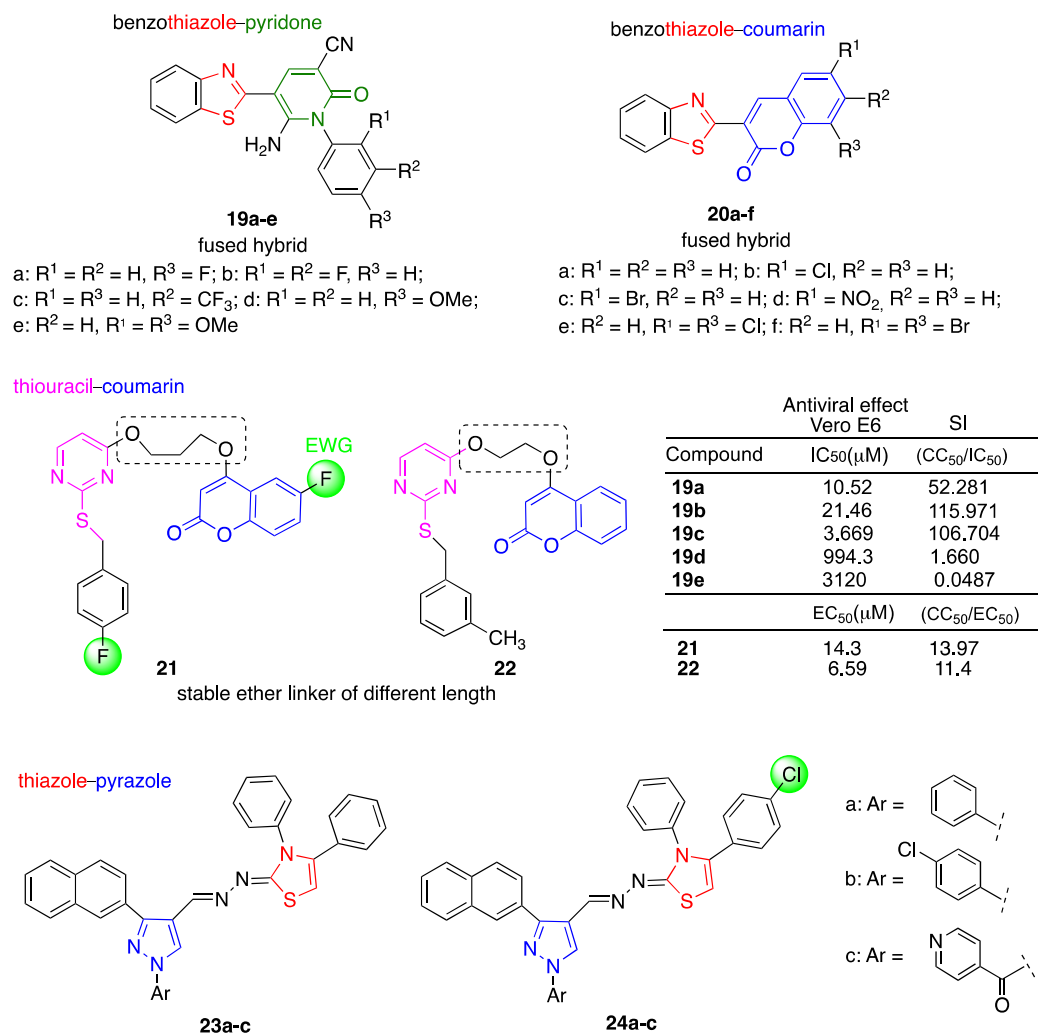 benzothiazole–pyridone
benzothiazole–coumarin
CN
N
S
O
N
H₂N
R¹
R²
R³
19a-e
fused hybrid
a: R¹ = R² = H, R³ = F; b: R¹ = R² = F, R³ = H;
c: R¹ = R³ = H, R² = CF₃; d: R¹ = R² = H, R³ = OMe;
e: R² = H, R¹ = R³ = OMe
R¹
N
R²
S
O
O
R³
20a-f
fused hybrid
a: R¹ = R² = R³ = H; b: R¹ = Cl, R² = R³ = H;
c: R¹ = Br, R² = R³ = H; d: R¹ = NO₂, R² = R³ = H;
e: R² = H, R¹ = R³ = Cl; f: R² = H, R¹ = R³ = Br
thiouracil–coumarin
O
O
EWG
F
N
N
S
O
O
F
21
O
O
N
N
S
O
O
CH₃
22
stable ether linker of different length
Antiviral effect
Vero E6 SI
Compound IC₅₀(μM) (CC₅₀/IC₅₀)
19a 10.52 52.281
19b 21.46 115.971
19c 3.669 106.704
19d 994.3 1.660
19e 3120 0.0487
EC₅₀(μM) (CC₅₀/EC₅₀)
21 14.3 13.97
22 6.59 11.4
thiazole–pyrazole
N
N
N
S
N
N
Ar
23a-c
Cl
N
N
N
S
N
N
Ar
24a-c
a: Ar =
Cl
b: Ar=
N
c: Ar =
O